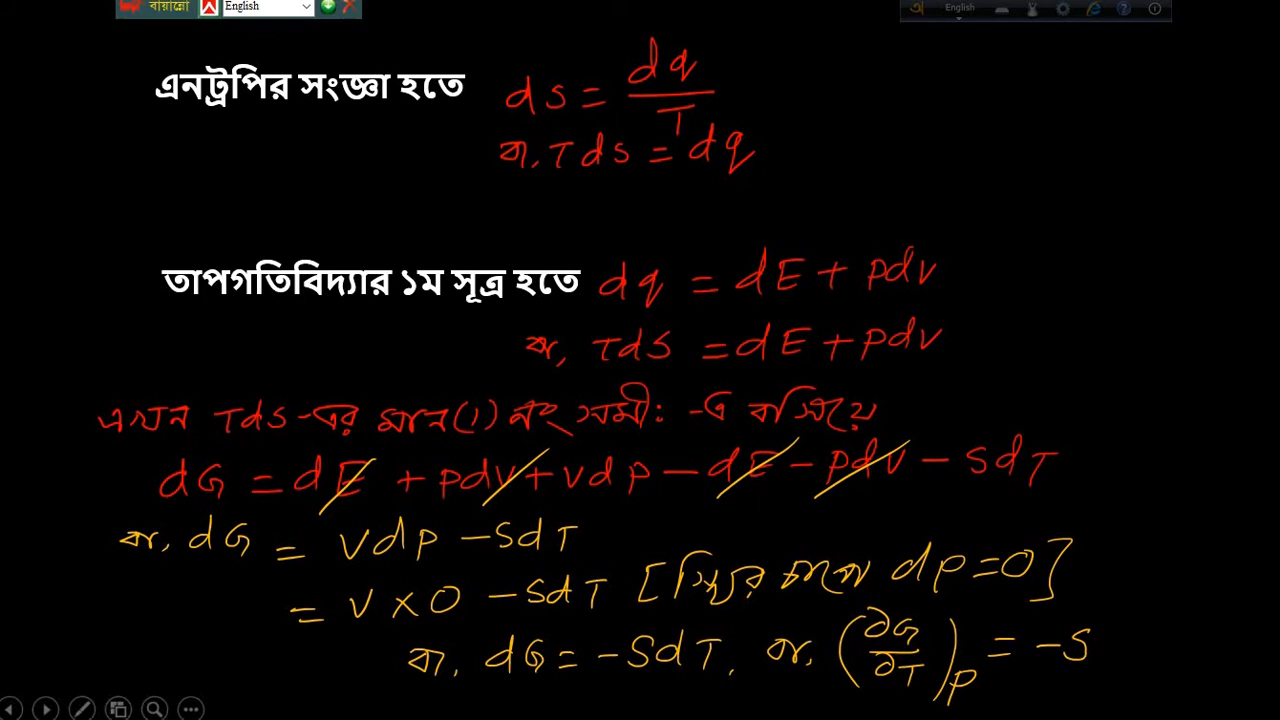 বায়ান্নো English English
এনট্রপির সংজ্ঞা হতে ds = dq/T
বা, Tds = dq
তাপগতিবিদ্যার ১ম সূত্র হতে dq = dE + pdv
বা, Tds = dE + pdv
এখন Tds-এর মান (1) নং সমী: -এ বসিয়ে
dG = dE + pdv + vdp - dE - pdv - sdT
বা, dG = vdp - sdT
= v × 0 - sdT [স্থির চাপে dp = 0]
বা, dG = -sdT, বা, (∂G/∂T)p = -S